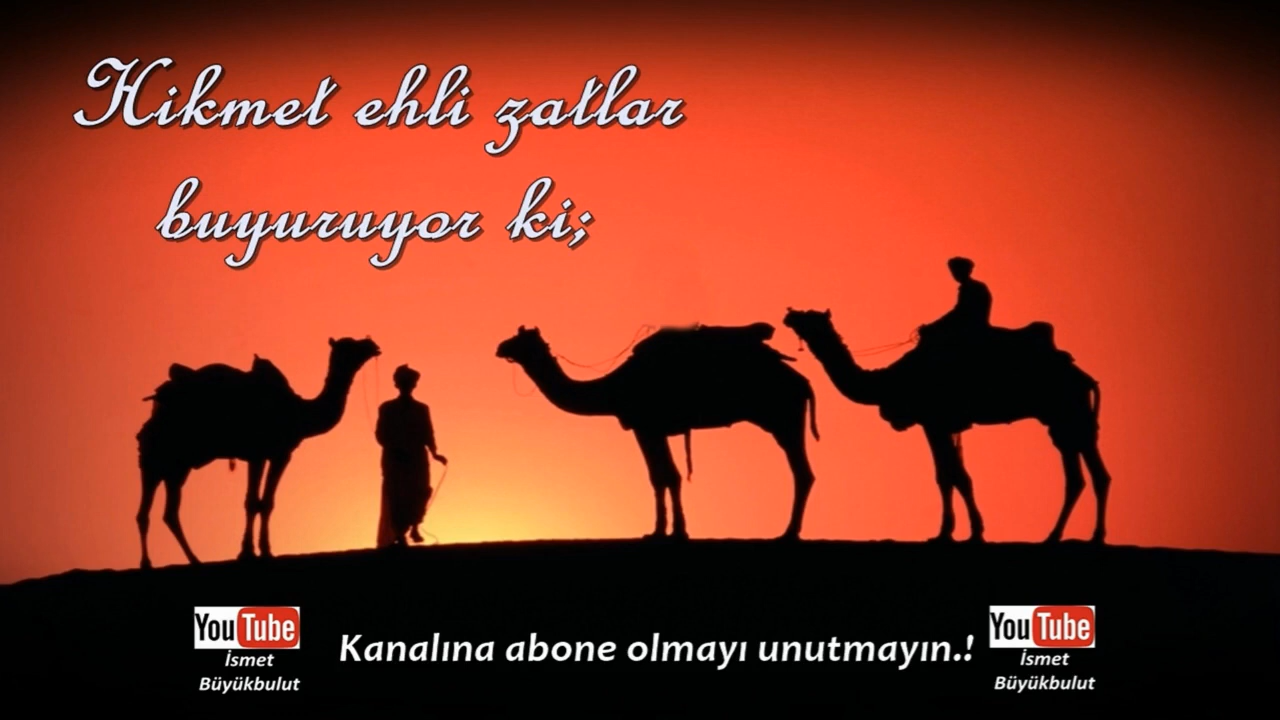 Hikmet ehli zatlar
buyuruyor ki;
YouTube
İsmet
Büyükbulut
Kanalına abone olmayı unutmayın.!
YouTube
İsmet
Büyükbulut